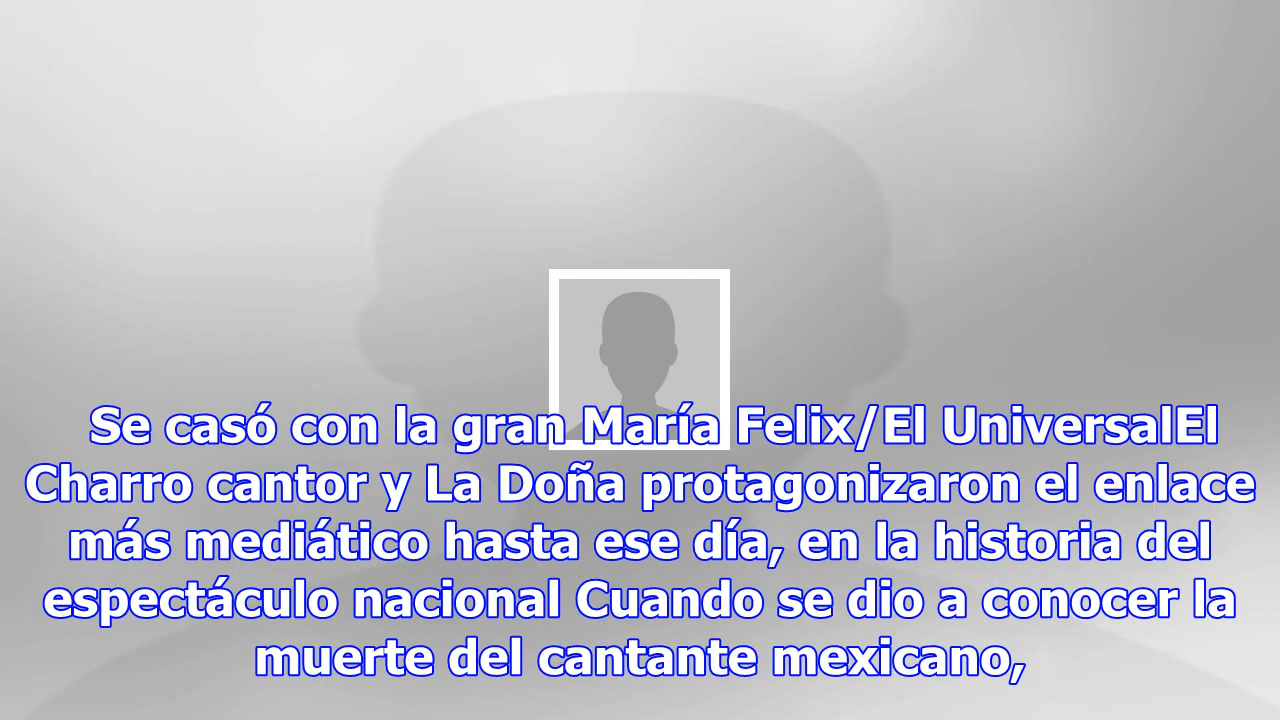 Se casó con la gran María Felix/El UniversalEl
Charro cantor y La Doña protagonizaron el enlace
más mediático hasta ese día, en la historia del
espectáculo nacional Cuando se dio a conocer la
muerte del cantante mexicano,